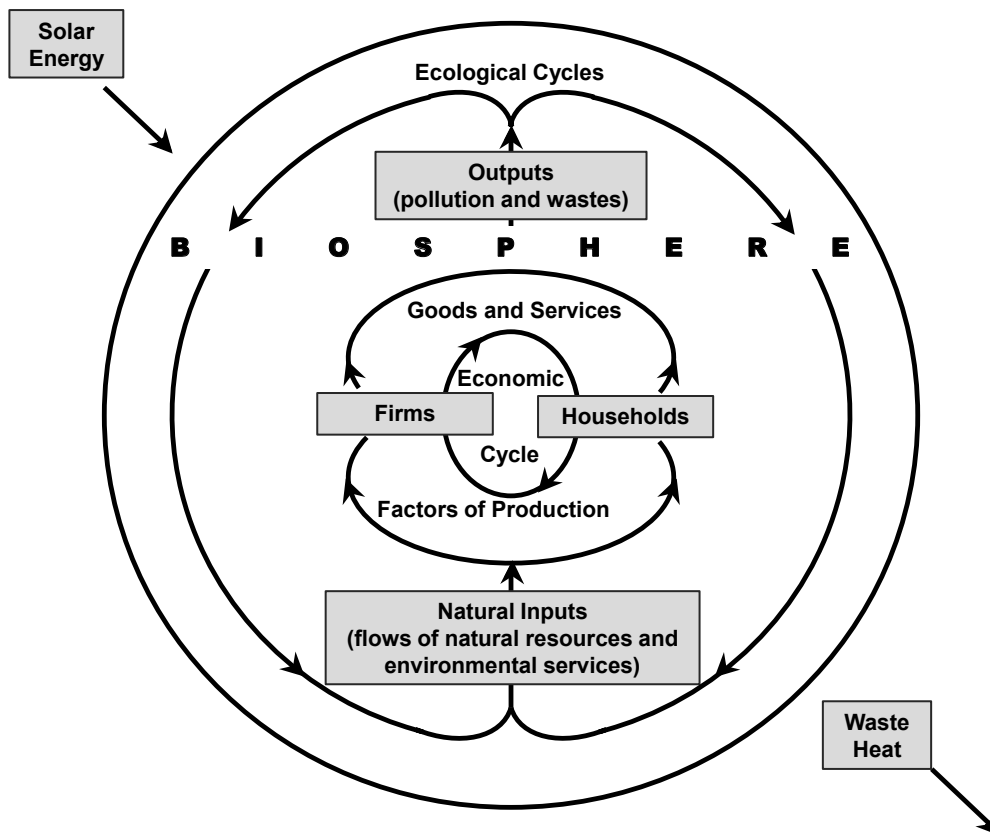 Solar
Energy
Ecological Cycles
Outputs
(pollution and wastes)
B I O S P H E R E
Goods and Services
Economic
Firms
Households
Cycle
Factors of Production
Natural Inputs
(flows of natural resources and
environmental services)
Waste
Heat